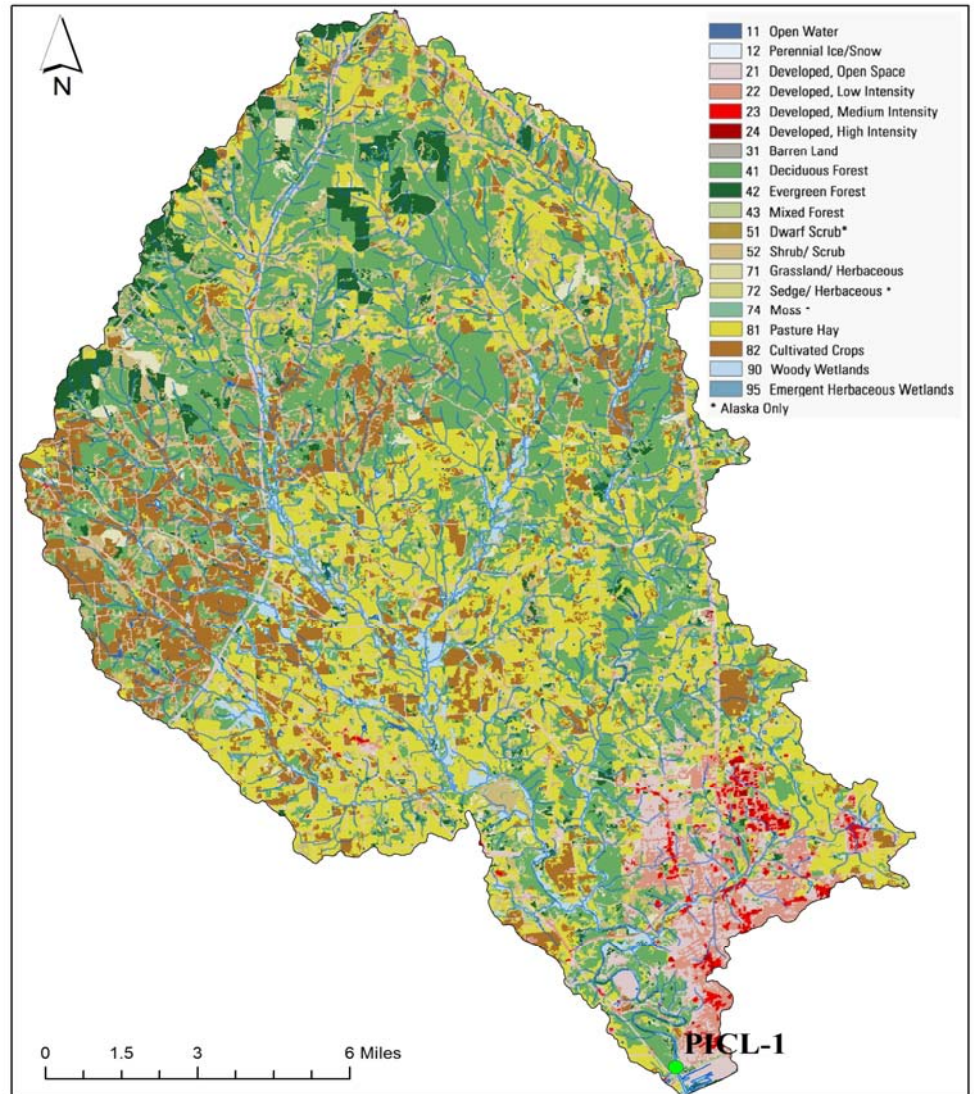 N
11 Open Water
12 Perennial Ice/Snow
21 Developed, Open Space
22 Developed, Low Intensity
23 Developed, Medium Intensity
24 Developed, High Intensity
31 Barren Land
41 Deciduous Forest
42 Evergreen Forest
43 Mixed Forest
51 Dwarf Scrub*
52 Shrub/ Scrub
71 Grassland/ Herbaceous
72 Sedge/ Herbaceous *
74 Moss *
81 Pasture Hay
82 Cultivated Crops
90 Woody Wetlands
95 Emergent Herbaceous Wetlands
* Alaska Only
PICL-1
0 1.5 3 6 Miles